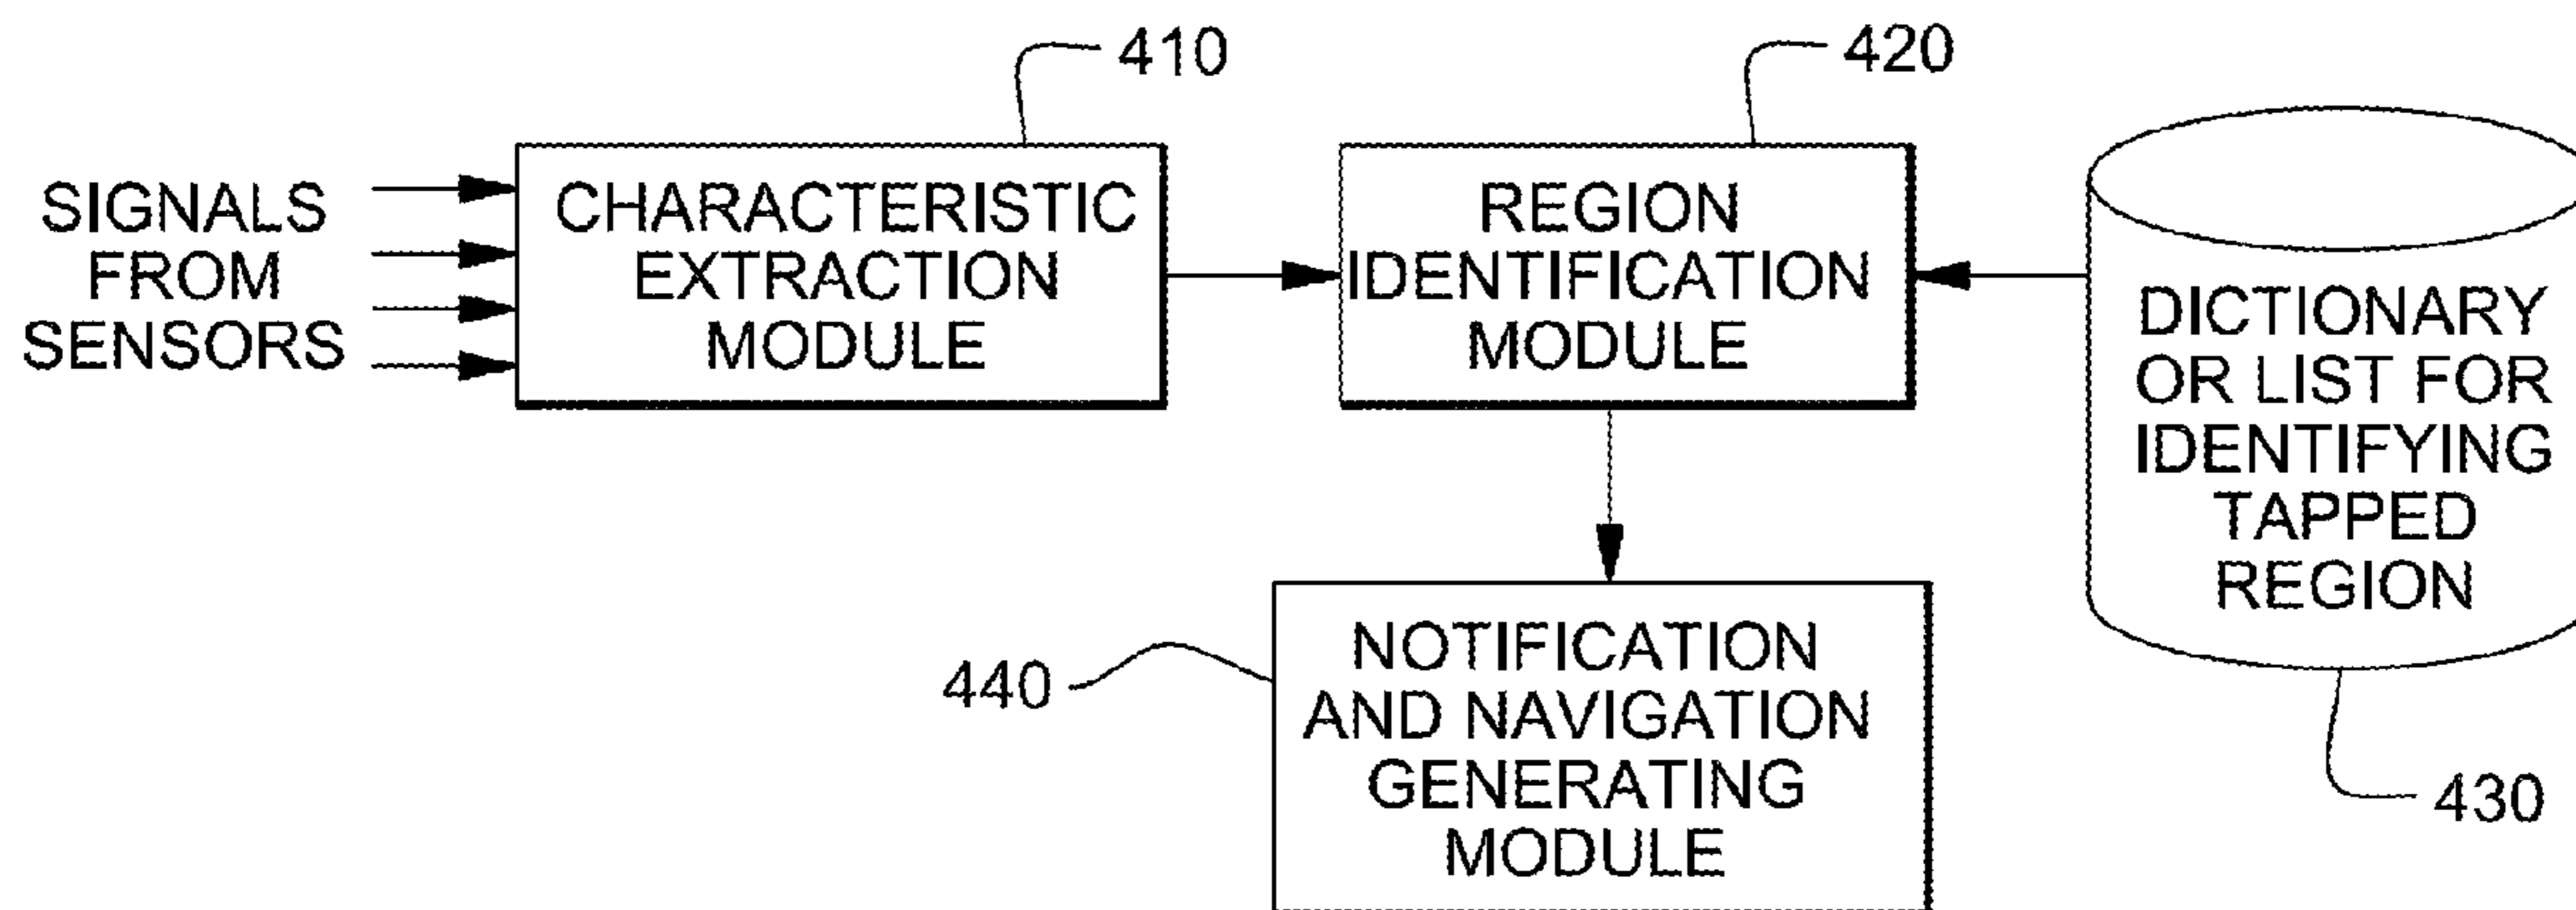 410
420
SIGNALS
FROM
SENSORS
CHARACTERISTIC
EXTRACTION
MODULE
REGION
IDENTIFICATION
MODULE
DICTIONARY
OR LIST FOR
IDENTIFYING
TAPPED
REGION
440
NOTIFICATION
AND NAVIGATION
GENERATING
MODULE
430